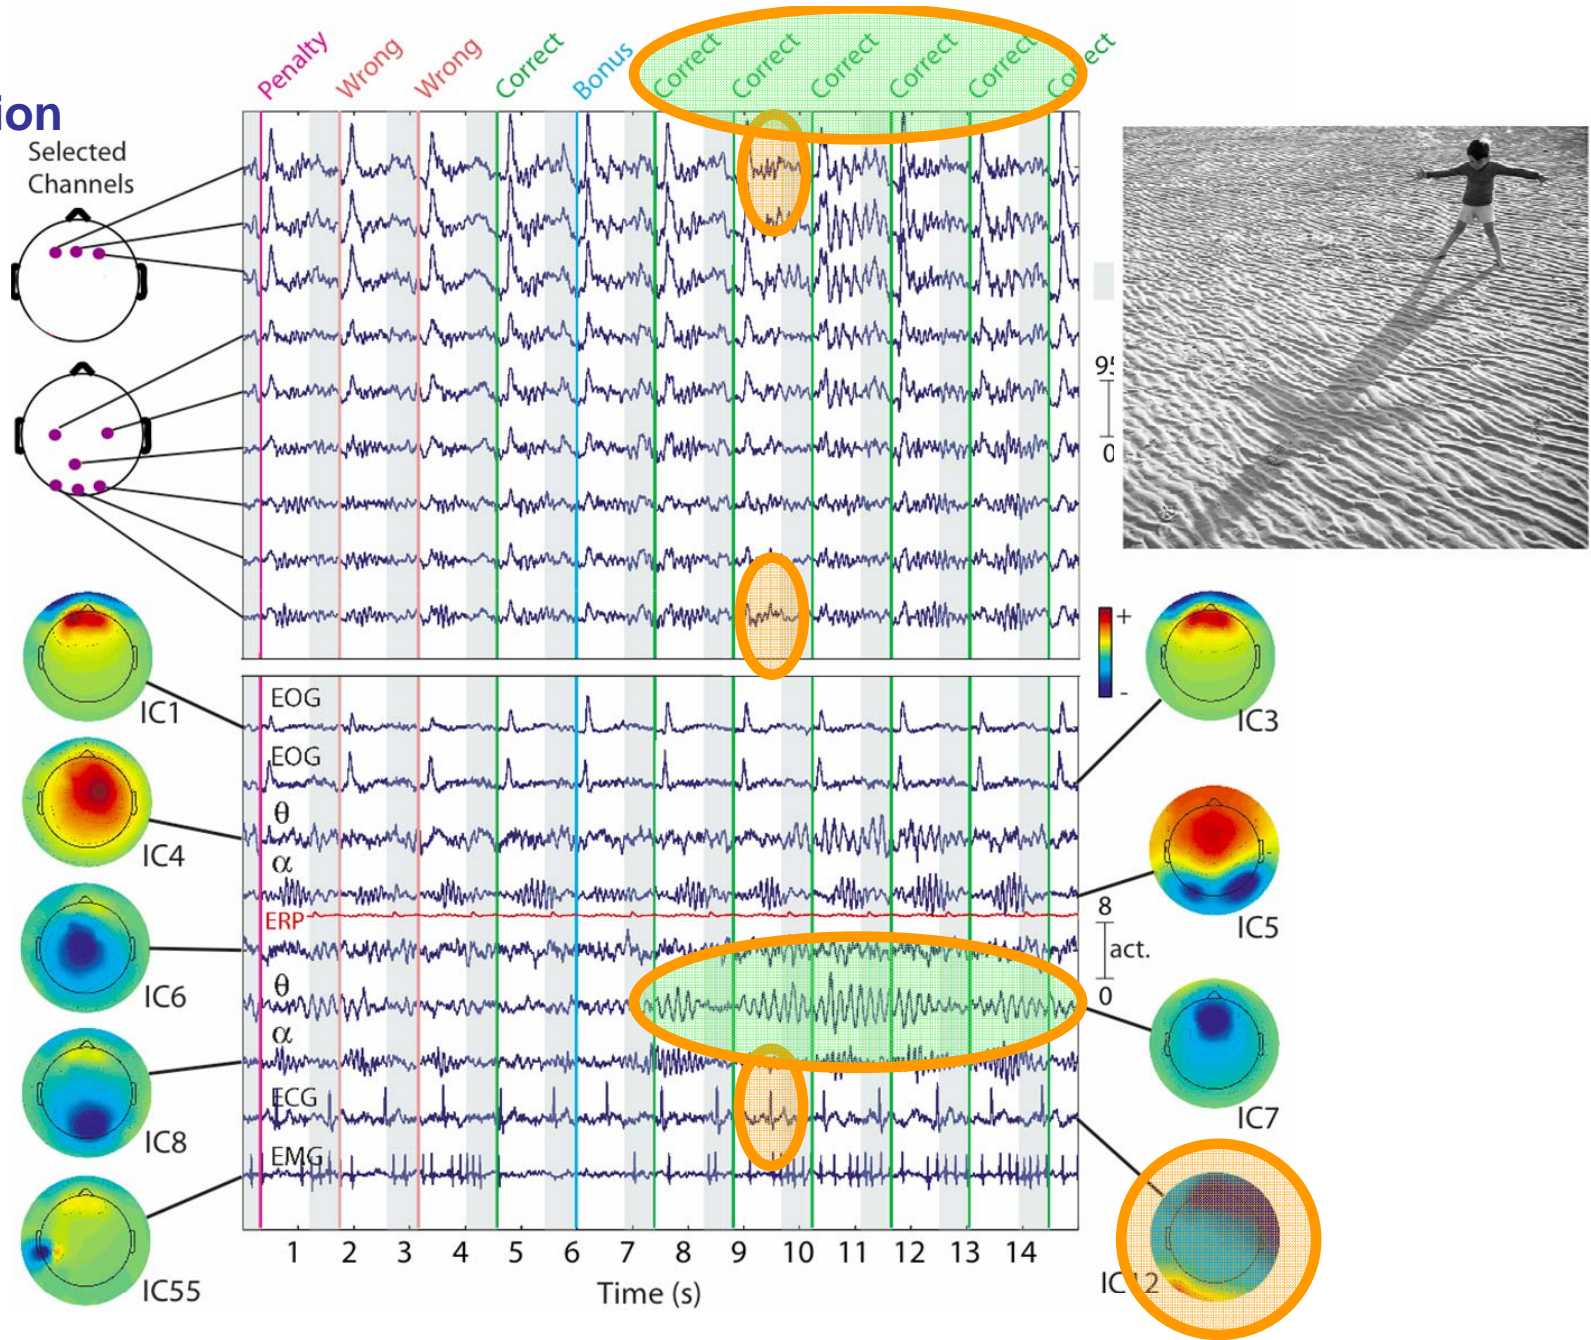 Penalty
Wrong
Wrong
Correct
Bonus
Correct
Correct
Correct
Correct
Correct
Correct
ion
Selected
Channels
95
0
+
-
IC1
IC4
IC6
IC8
IC55
EOG
EOG
θ
α
ERP
θ
α
ECG
EMG
IC3
IC5
8
act.
0
IC7
IC12
1 2 3 4 5 6 7 8 9 10 11 12 13 14
Time (s)